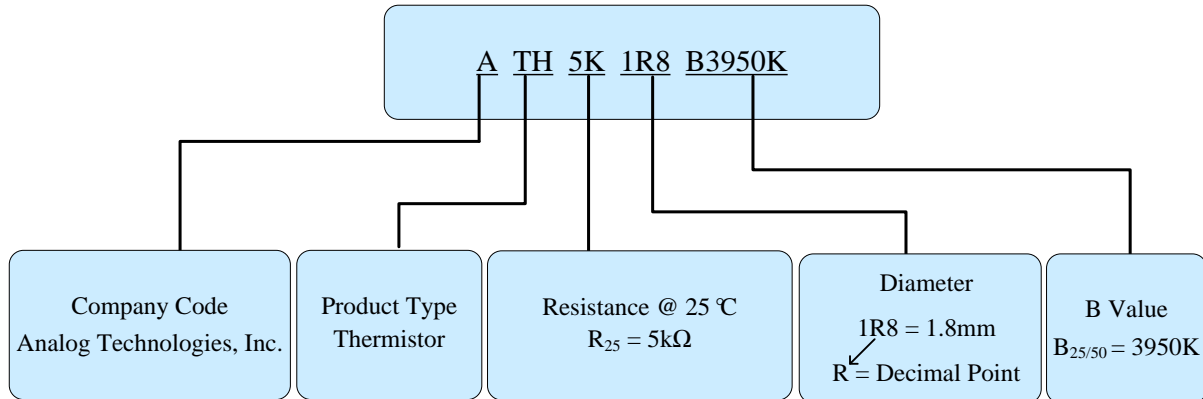 A TH 5K 1R8 B3950K
Company Code
Analog Technologies, Inc.
Product Type
Thermistor
Resistance @ 25 ℃
R₂₅ = 5kΩ
Diameter
1R8 = 1.8mm
R = Decimal Point
B Value
B₂₅/₅₀ = 3950K